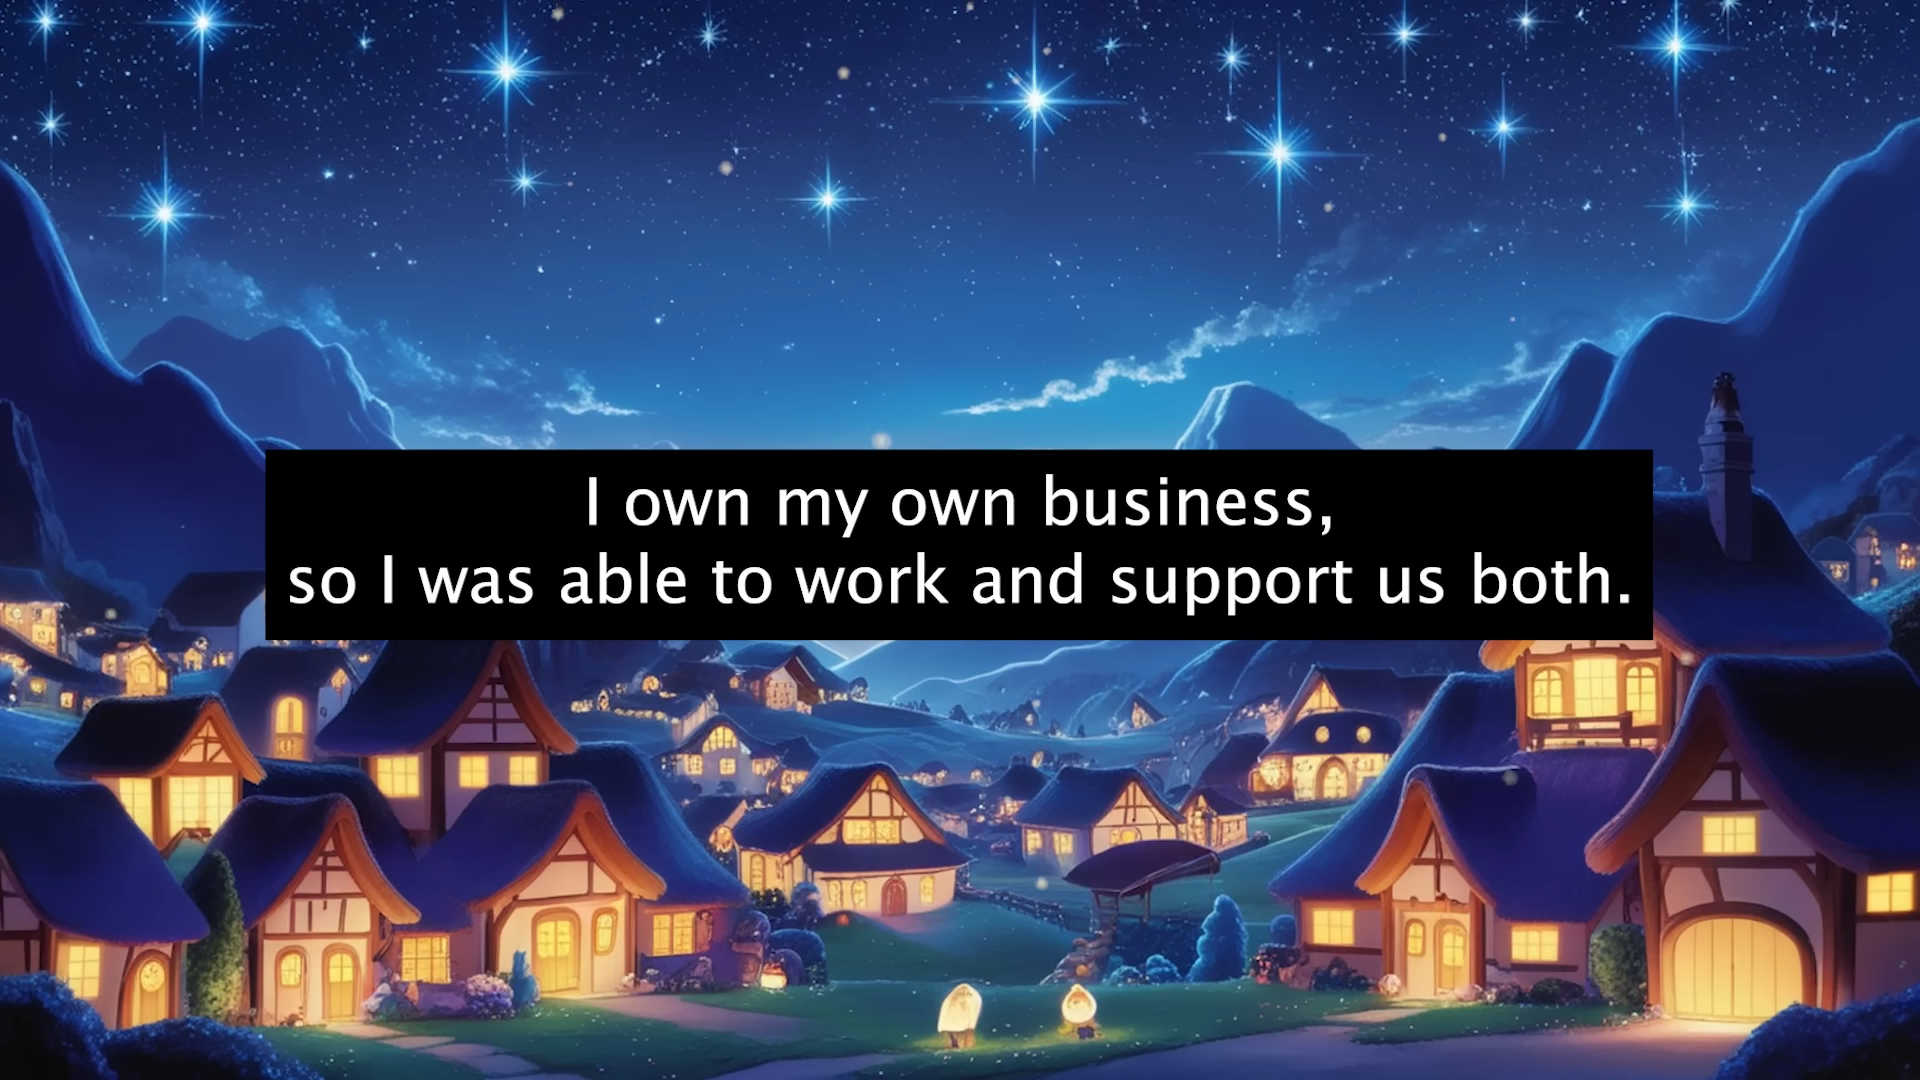 I own my own business,
so I was able to work and support us both.